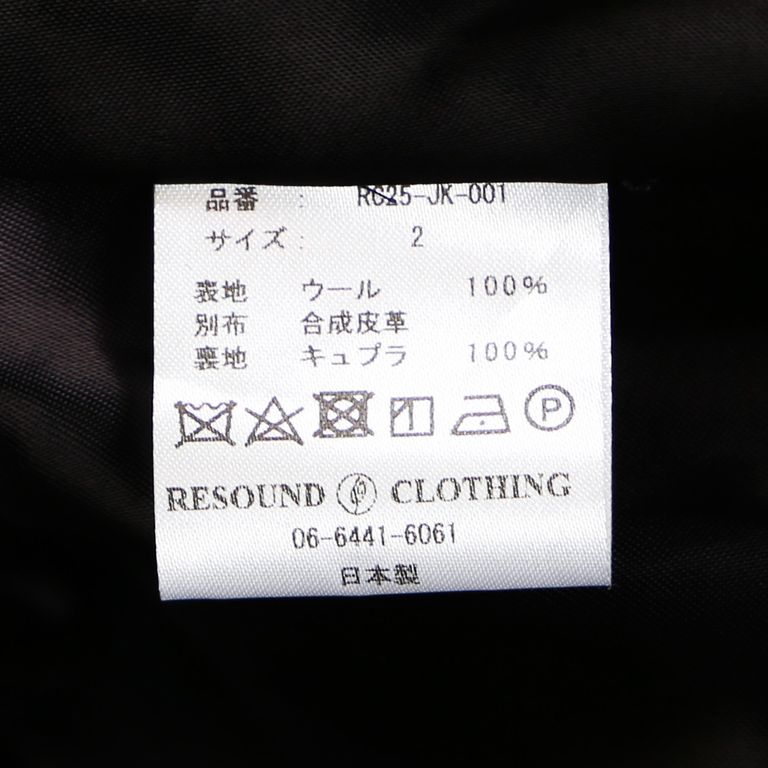 品番 : RC25-JK-001
サイズ: 2
表地 ウール 100%
別布 合成皮革
裏地 キュプラ 100%
P
RESOUND CLOTHING
06-6441-6061
日本製